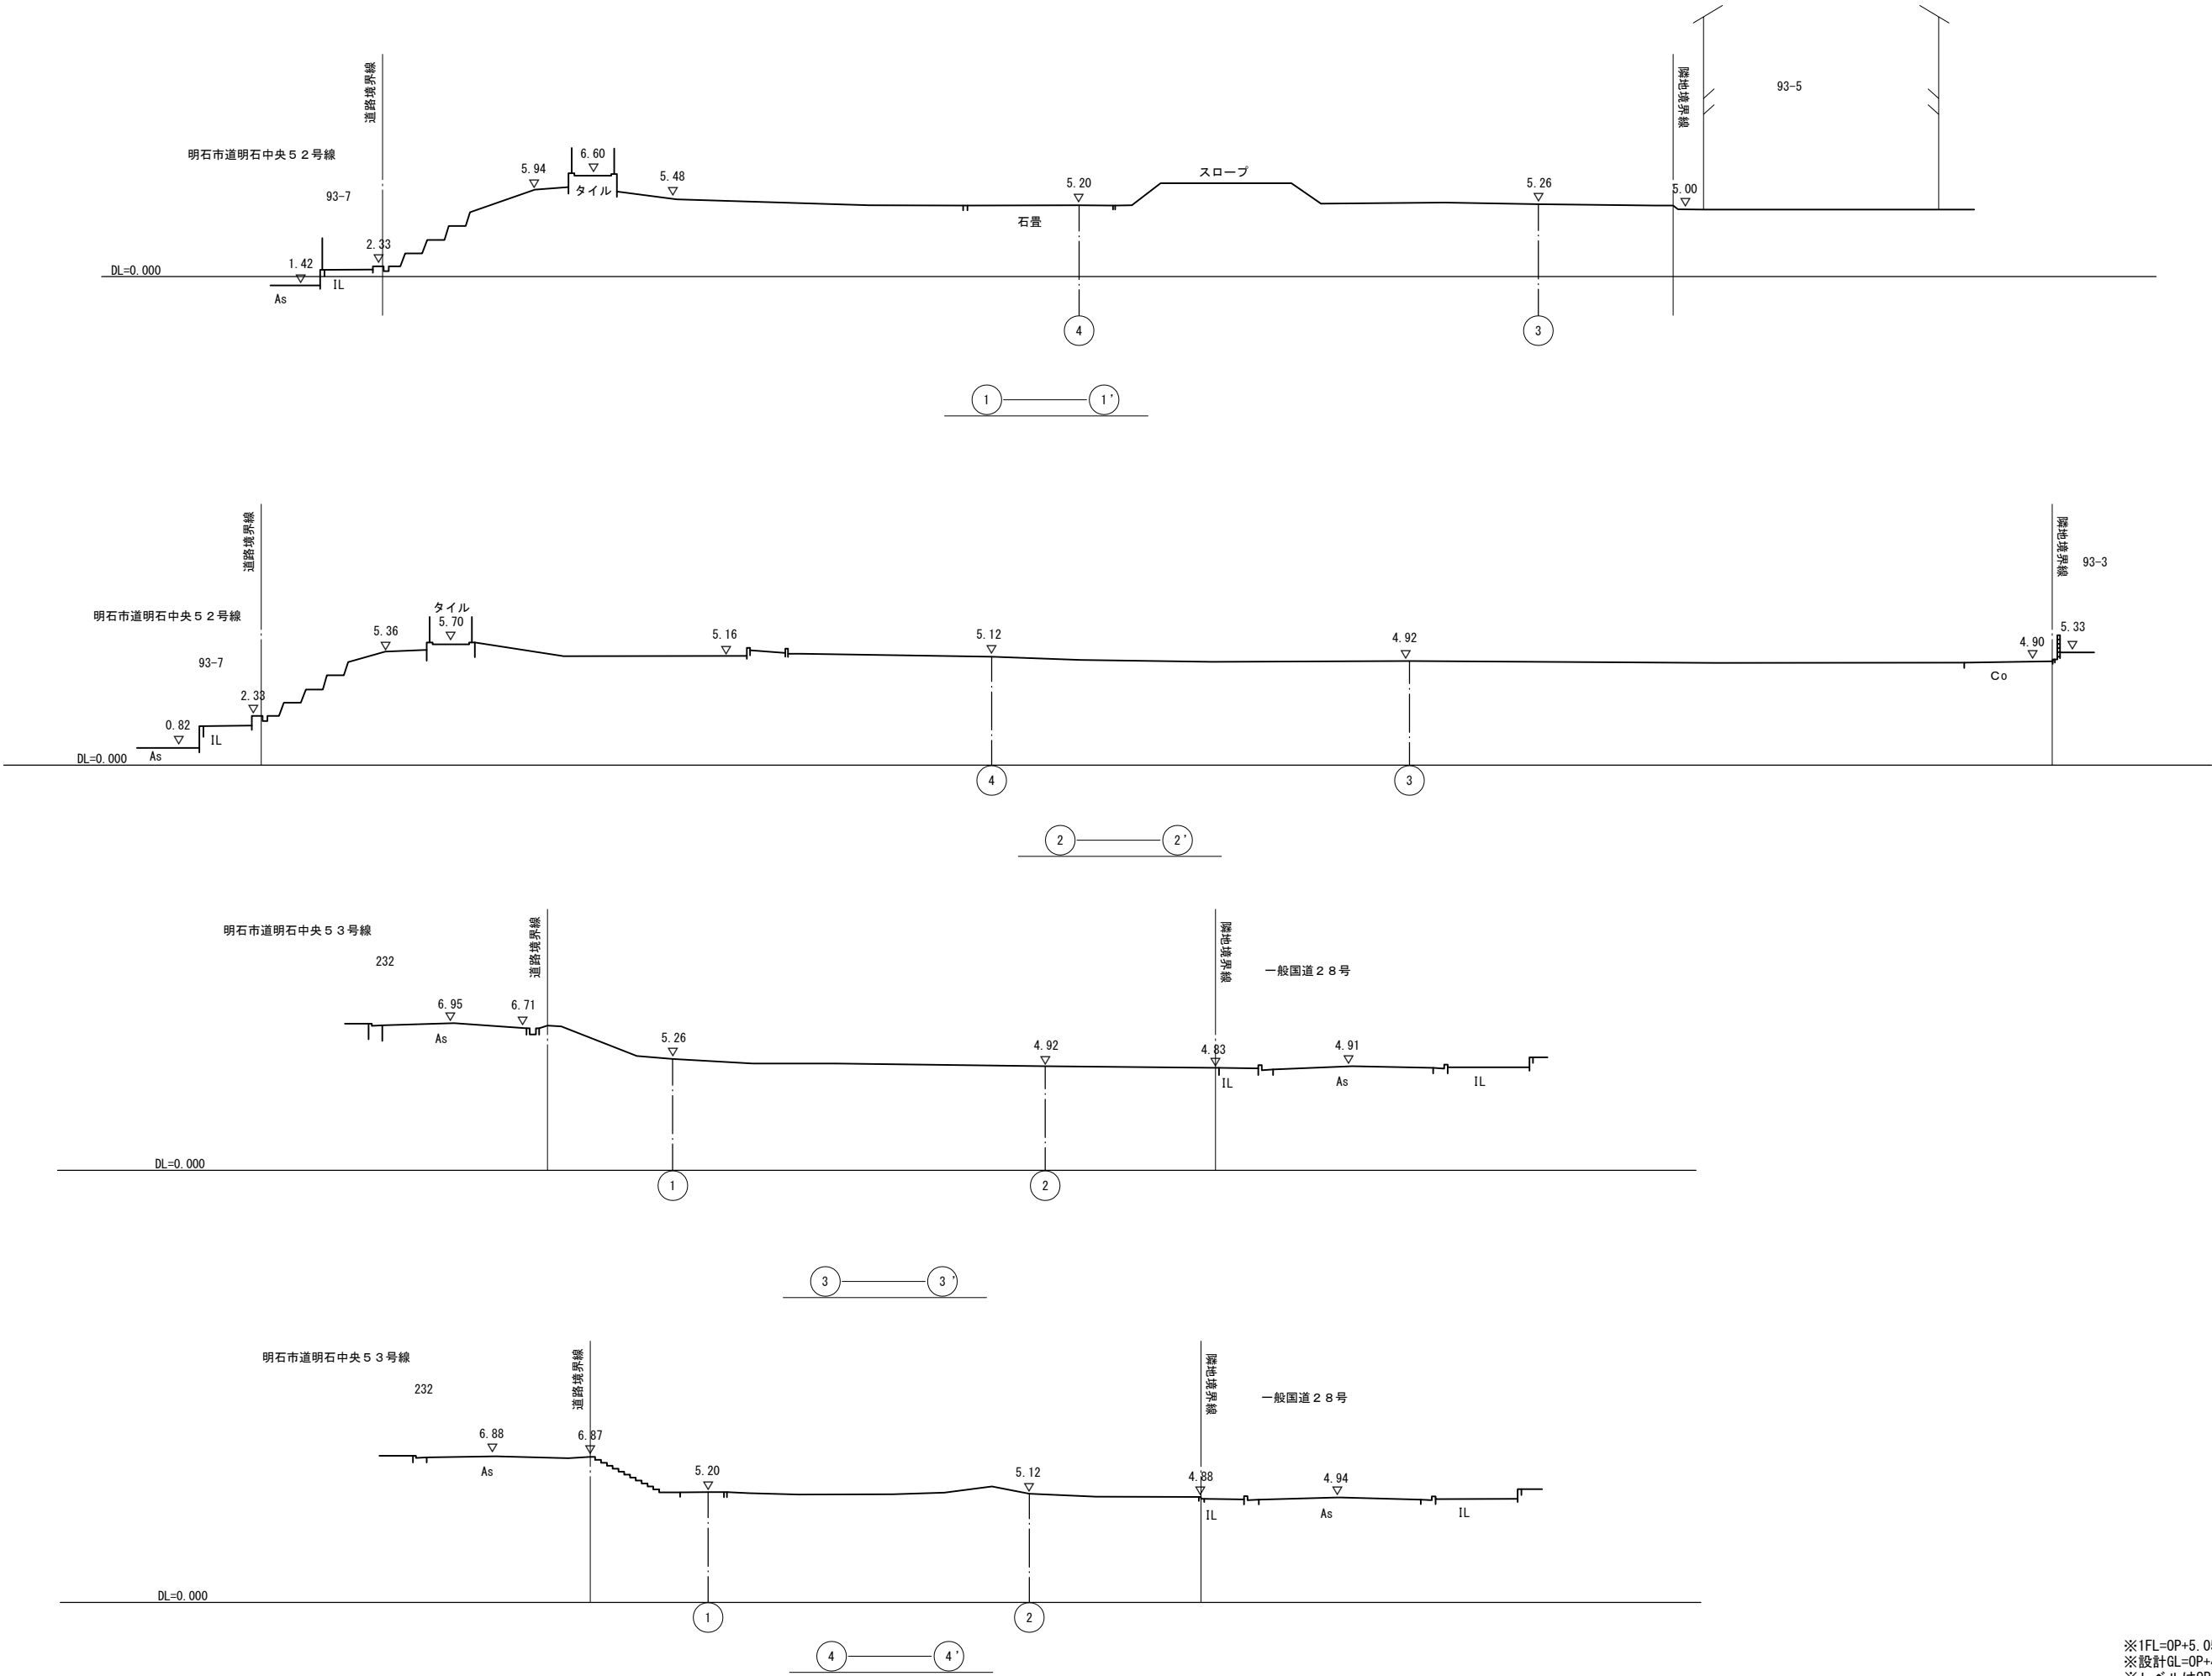 道路境界線
隣地境界線
93-5
明石市道明石中央５２号線
93-7
5.94
6.60
タイル
5.48
5.20
石畳
スロープ
5.26
5.00
2.33
1.42
DL=0.000
IL
As
4
3
1 1'
道路境界線
隣地境界線
93-3
明石市道明石中央５２号線
93-7
タイル
5.70
5.36
5.16
5.12
4.92
4.90
5.33
Co
2.33
0.82
IL
As
DL=0.000
4
3
2 2'
明石市道明石中央５３号線
232
道路境界線
隣地境界線
一般国道２８号
6.95
6.71
As
5.26
4.92
4.83
4.91
IL
As
IL
DL=0.000
1
2
3 3'
明石市道明石中央５３号線
232
道路境界線
隣地境界線
一般国道２８号
6.88
6.87
As
5.20
5.12
4.88
4.94
IL
As
IL
DL=0.000
1
2
4 4'
※1FL=OP+5.0
※設計GL=OP+